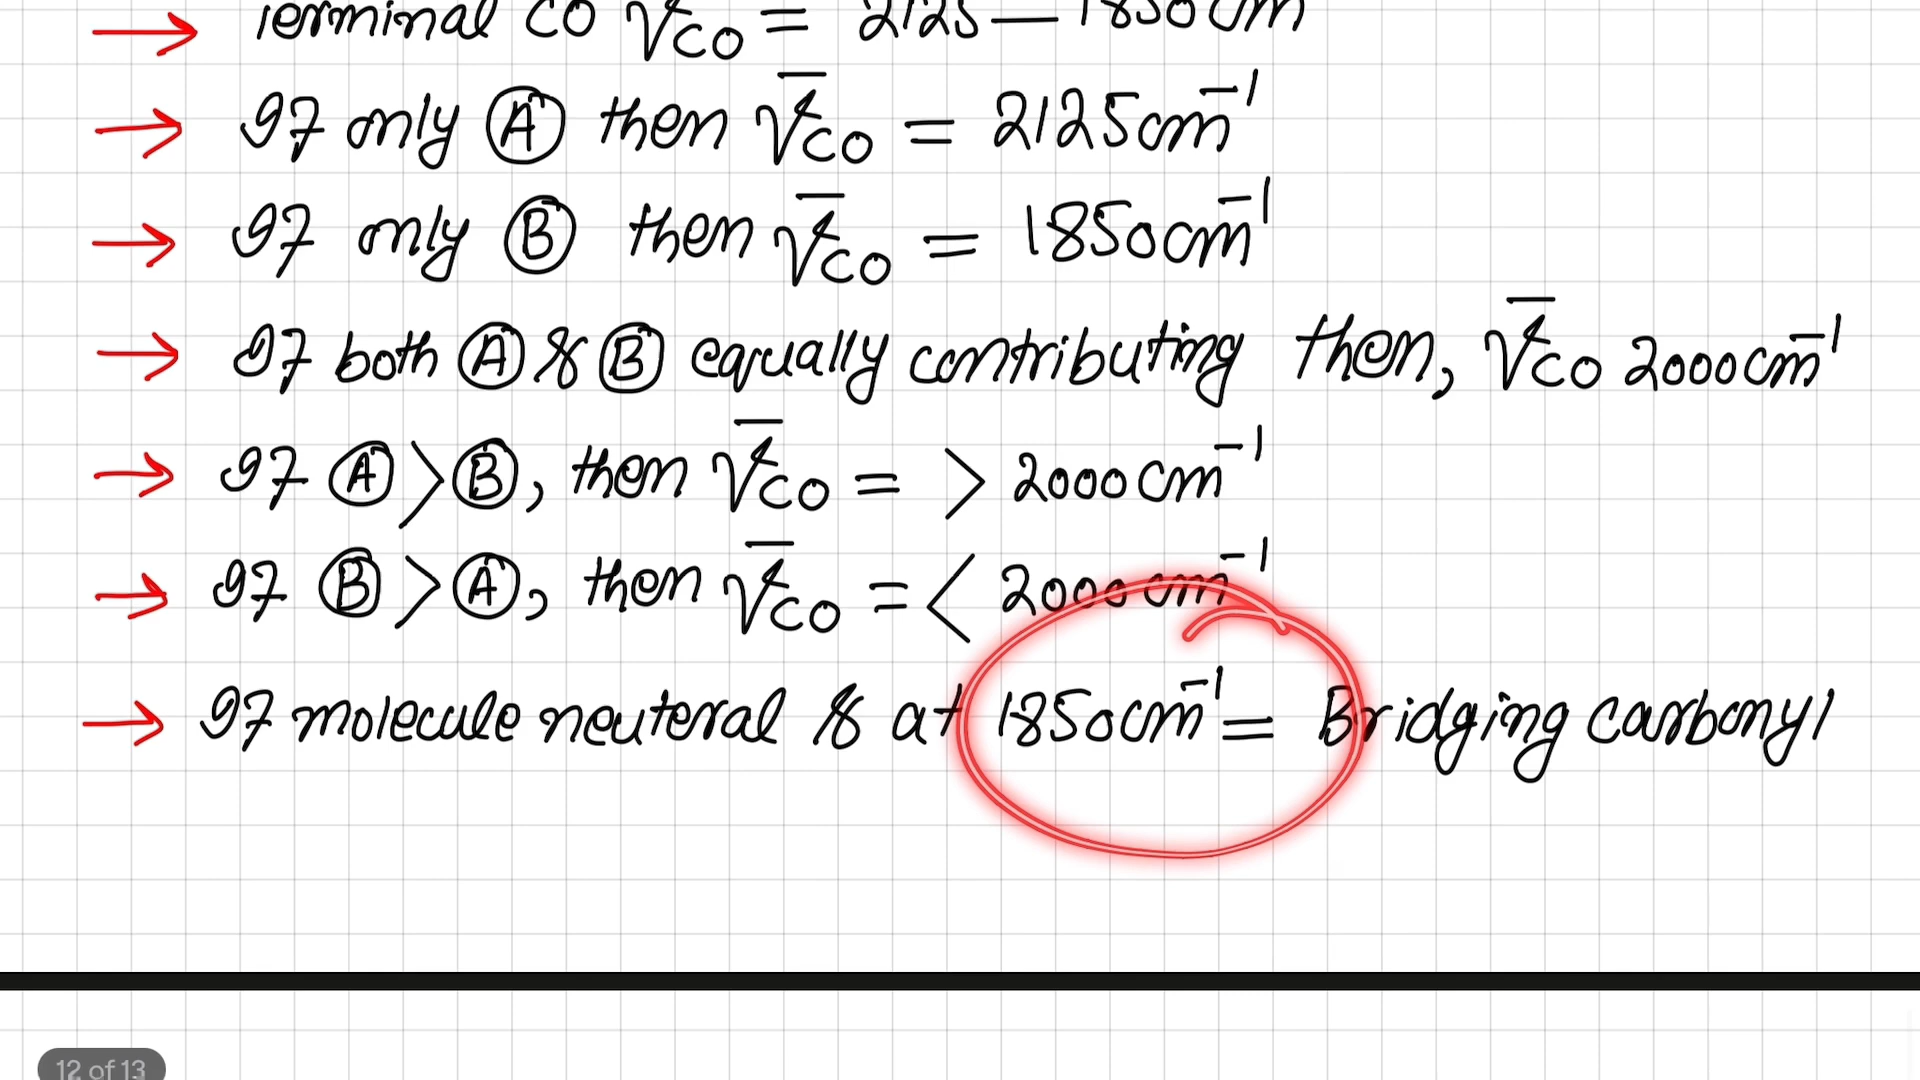 → Terminal CO ν̅CO = 2125 — 1850 cm
→ If only Ⓐ then ν̅CO = 2125 cm⁻¹
→ If only Ⓑ then ν̅CO = 1850 cm⁻¹
→ If both Ⓐ & Ⓑ equally contributing then, ν̅CO 2000 cm⁻¹
→ If Ⓐ > Ⓑ, then ν̅CO = > 2000 cm⁻¹
→ If Ⓑ > Ⓐ, then ν̅CO = < 2000 cm⁻¹
→ If molecule neuteral & at 1850 cm⁻¹ = Bridging carbonyl
12 of 13